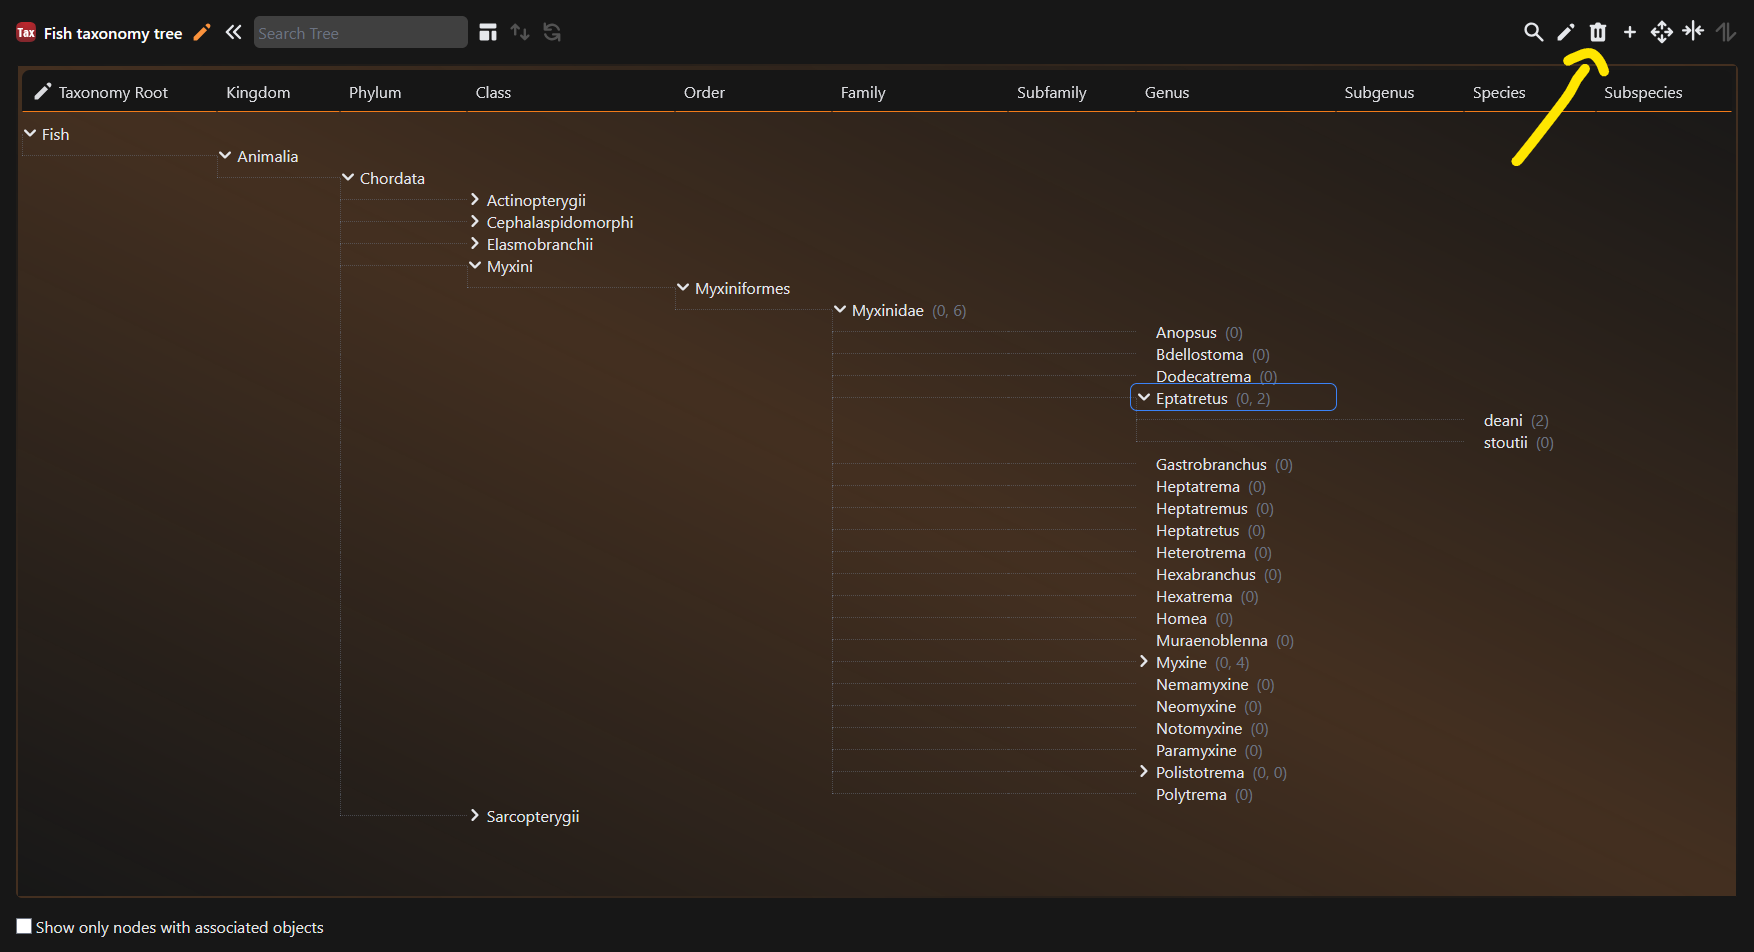 Tax Fish taxonomy tree Search Tree
Taxonomy Root Kingdom Phylum Class Order Family Subfamily Genus Subgenus Species Subspecies
Fish
Animalia
Chordata
Actinopterygii
Cephalaspidomorphi
Elasmobranchii
Myxini
Myxiniformes
Myxinidae (0, 6)
Anopsus (0)
Bdellostoma (0)
Dodecatrema (0)
Eptatretus (0, 2)
deani (2)
stoutii (0)
Gastrobranchus (0)
Heptatrema (0)
Heptatremus (0)
Heptatretus (0)
Heterotrema (0)
Hexabranchus (0)
Hexatrema (0)
Homea (0)
Muraenoblenna (0)
Myxine (0, 4)
Nemamyxine (0)
Neomyxine (0)
Notomyxine (0)
Paramyxine (0)
Polistotrema (0, 0)
Polytrema (0)
Sarcopterygii
Show only nodes with associated objects